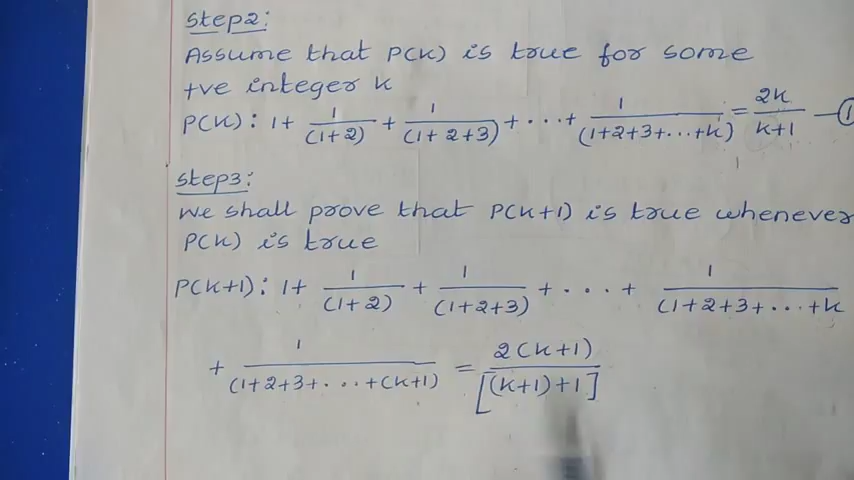 Step2:
Assume that P(K) is true for some
+ve integer K
P(K): 1+ 1/(1+2) + 1/(1+2+3) + ... + 1/(1+2+3+...+K) = 2K/K+1 — 1
Step3:
We shall prove that P(K+1) is true whenever
P(K) is true
P(K+1): 1+ 1/(1+2) + 1/(1+2+3) + ... + 1/(1+2+3+...+K
+ 1/(1+2+3+...+(K+1) = 2(K+1)/[(K+1)+1]